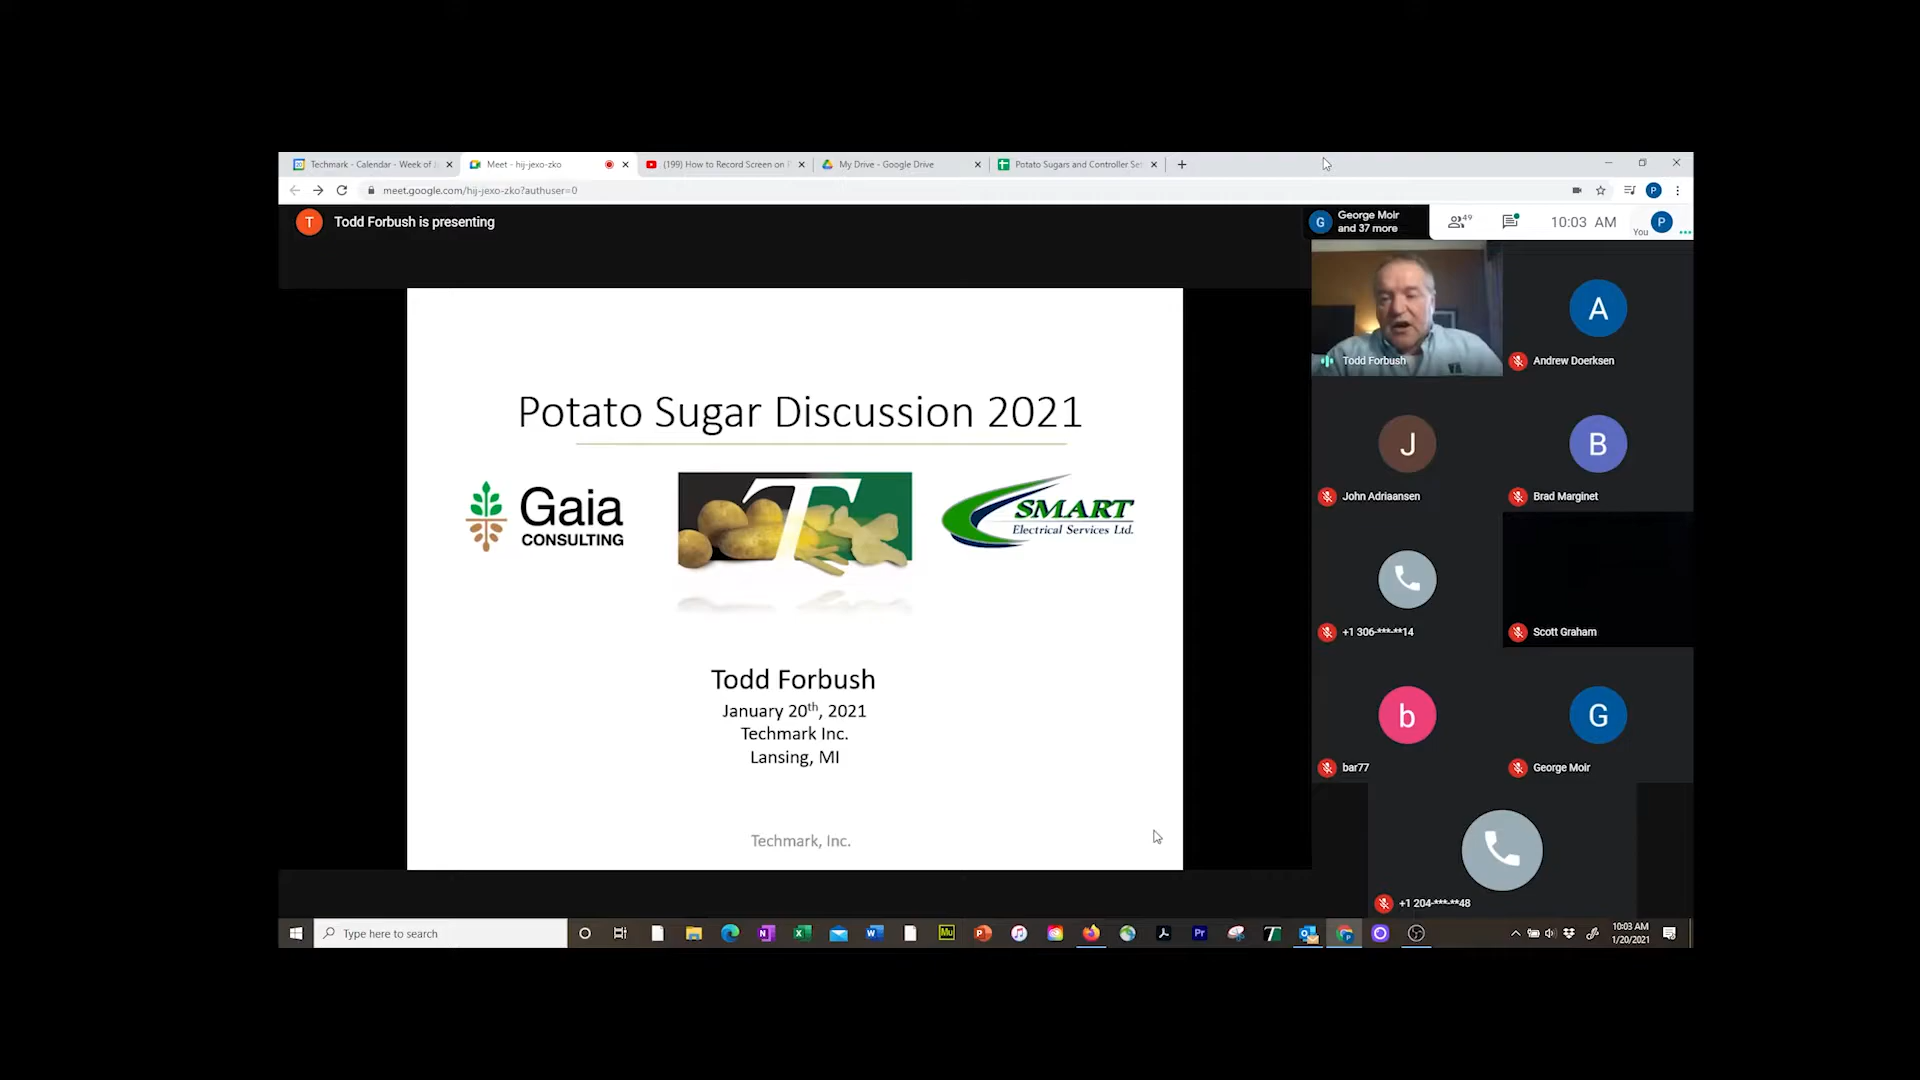 Techmark - Calendar - Week of
Meet - hij-jexo-zko
(199) How to Record Screen on
My Drive - Google Drive
Potato Sugars and Controller Se
meet.google.com/hij-jexo-zko?authuser=0
P
T
Todd Forbush is presenting
G
George Moir
and 37 more
49
10:03 AM
You
P
Todd Forbush
A
Andrew Doerksen
J
John Adriaansen
B
Brad Marginet
+1 306-***-**14
Scott Graham
b
bar77
G
George Moir
+1 204-***-**48
Potato Sugar Discussion 2021
Gaia
CONSULTING
T
SMART
Electrical Services Ltd.
Todd Forbush
January 20th, 2021
Techmark Inc.
Lansing, MI
Techmark, Inc.
Type here to search
Mu
Pr
T
10:03 AM
1/20/2021